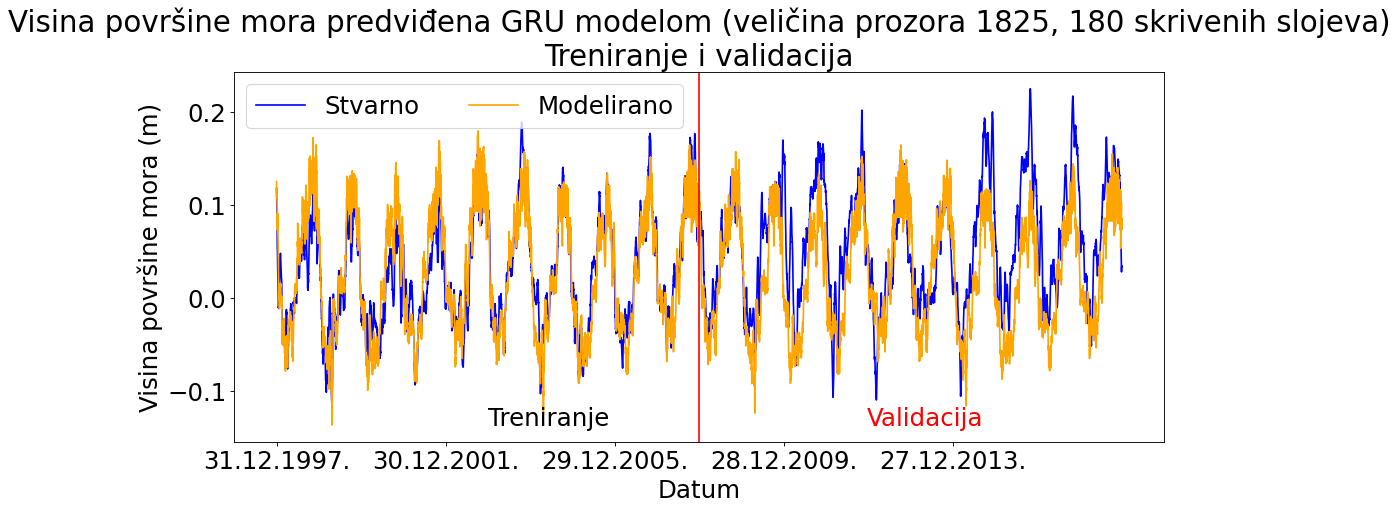 Visina površine mora predviđena GRU modelom (veličina prozora 1825, 180 skrivenih slojeva)
Treniranje i validacija
Stvarno
Modelirano
Visina površine mora (m)
0.2
0.1
0.0
−0.1
Treniranje
Validacija
31.12.1997.
30.12.2001.
29.12.2005.
28.12.2009.
27.12.2013.
Datum